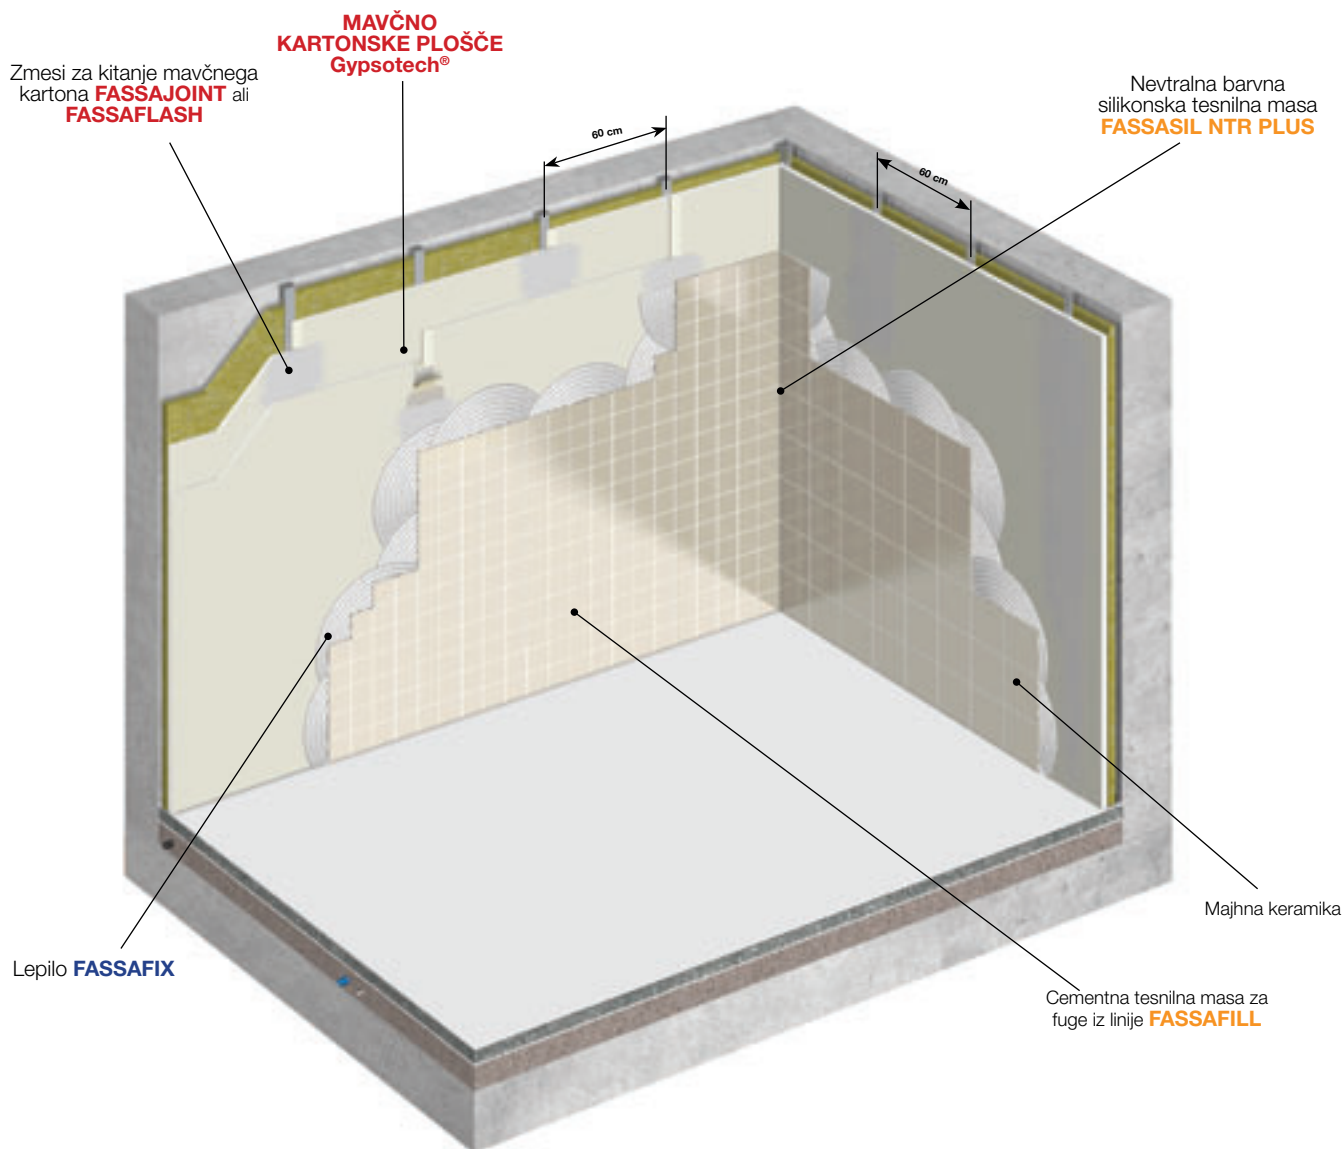 MAVČNO
KARTONSKE PLOŠČE
Gypsotech®
Zmesi za kitanje mavčnega
kartona FASSAJOINT ali
FASSAFLASH
Nevtralna barvna
silikonska tesnilna masa
FASSASIL NTR PLUS
60 cm
60 cm
Majhna keramika
Lepilo FASSAFIX
Cementna tesnilna masa za
fuge iz linije FASSAFILL